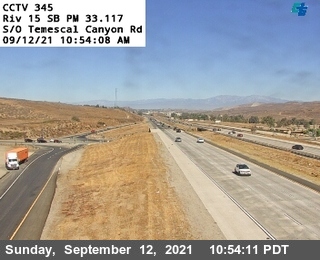 CCTV 345
Riv 15 SB PM 33.117
S/O Temescal Canyon Rd
09/12/21 10:54:08 AM
Sunday, September 12, 2021 10:54:11 PDT